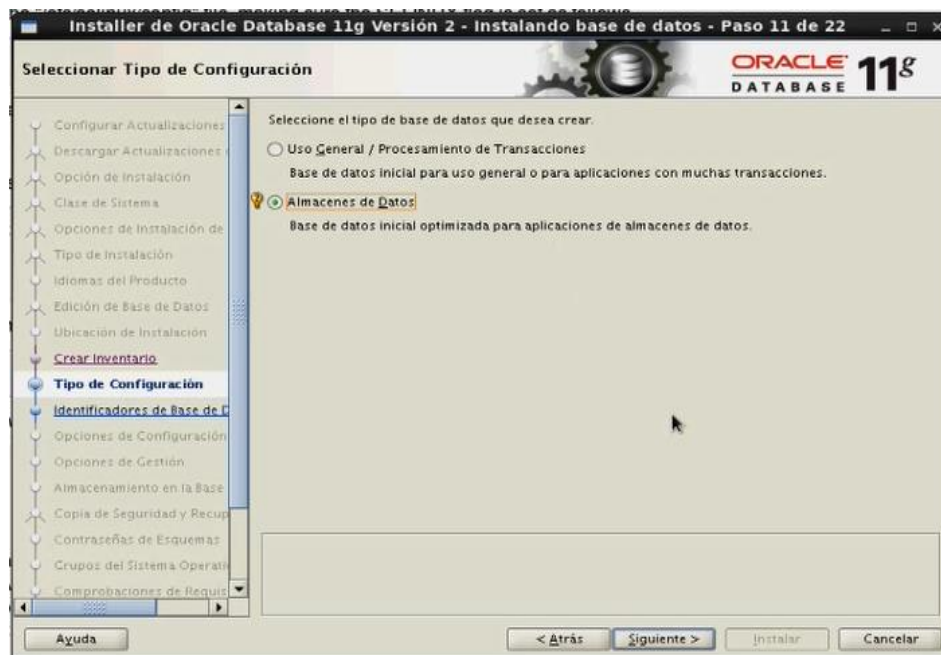 Installer de Oracle Database 11g Versión 2 - Instalando base de datos - Paso 11 de 22
Seleccionar Tipo de Configuración
ORACLE
DATABASE
11g
Configurar Actualizaciones
Descargar Actualizaciones
Opción de Instalación
Clase de Sistema
Opciones de Instalación de
Tipo de Instalación
Idiomas del Producto
Edición de Base de Datos
Ubicación de Instalación
Crear Inventario
Tipo de Configuración
Identificadores de Base de D
Opciones de Configuración
Opciones de Gestión
Almacenamiento en la Base
Copia de Seguridad y Recup
Contraseñas de Esquemas
Grupos del Sistema Operati
Comprobaciones de Requis
Seleccione el tipo de base de datos que desea crear.
Uso General / Procesamiento de Transacciones
Base de datos inicial para uso general o para aplicaciones con muchas transacciones.
Almacenes de Datos
Base de datos inicial optimizada para aplicaciones de almacenes de datos.
Ayuda
< Atrás
Siguiente >
Instalar
Cancelar